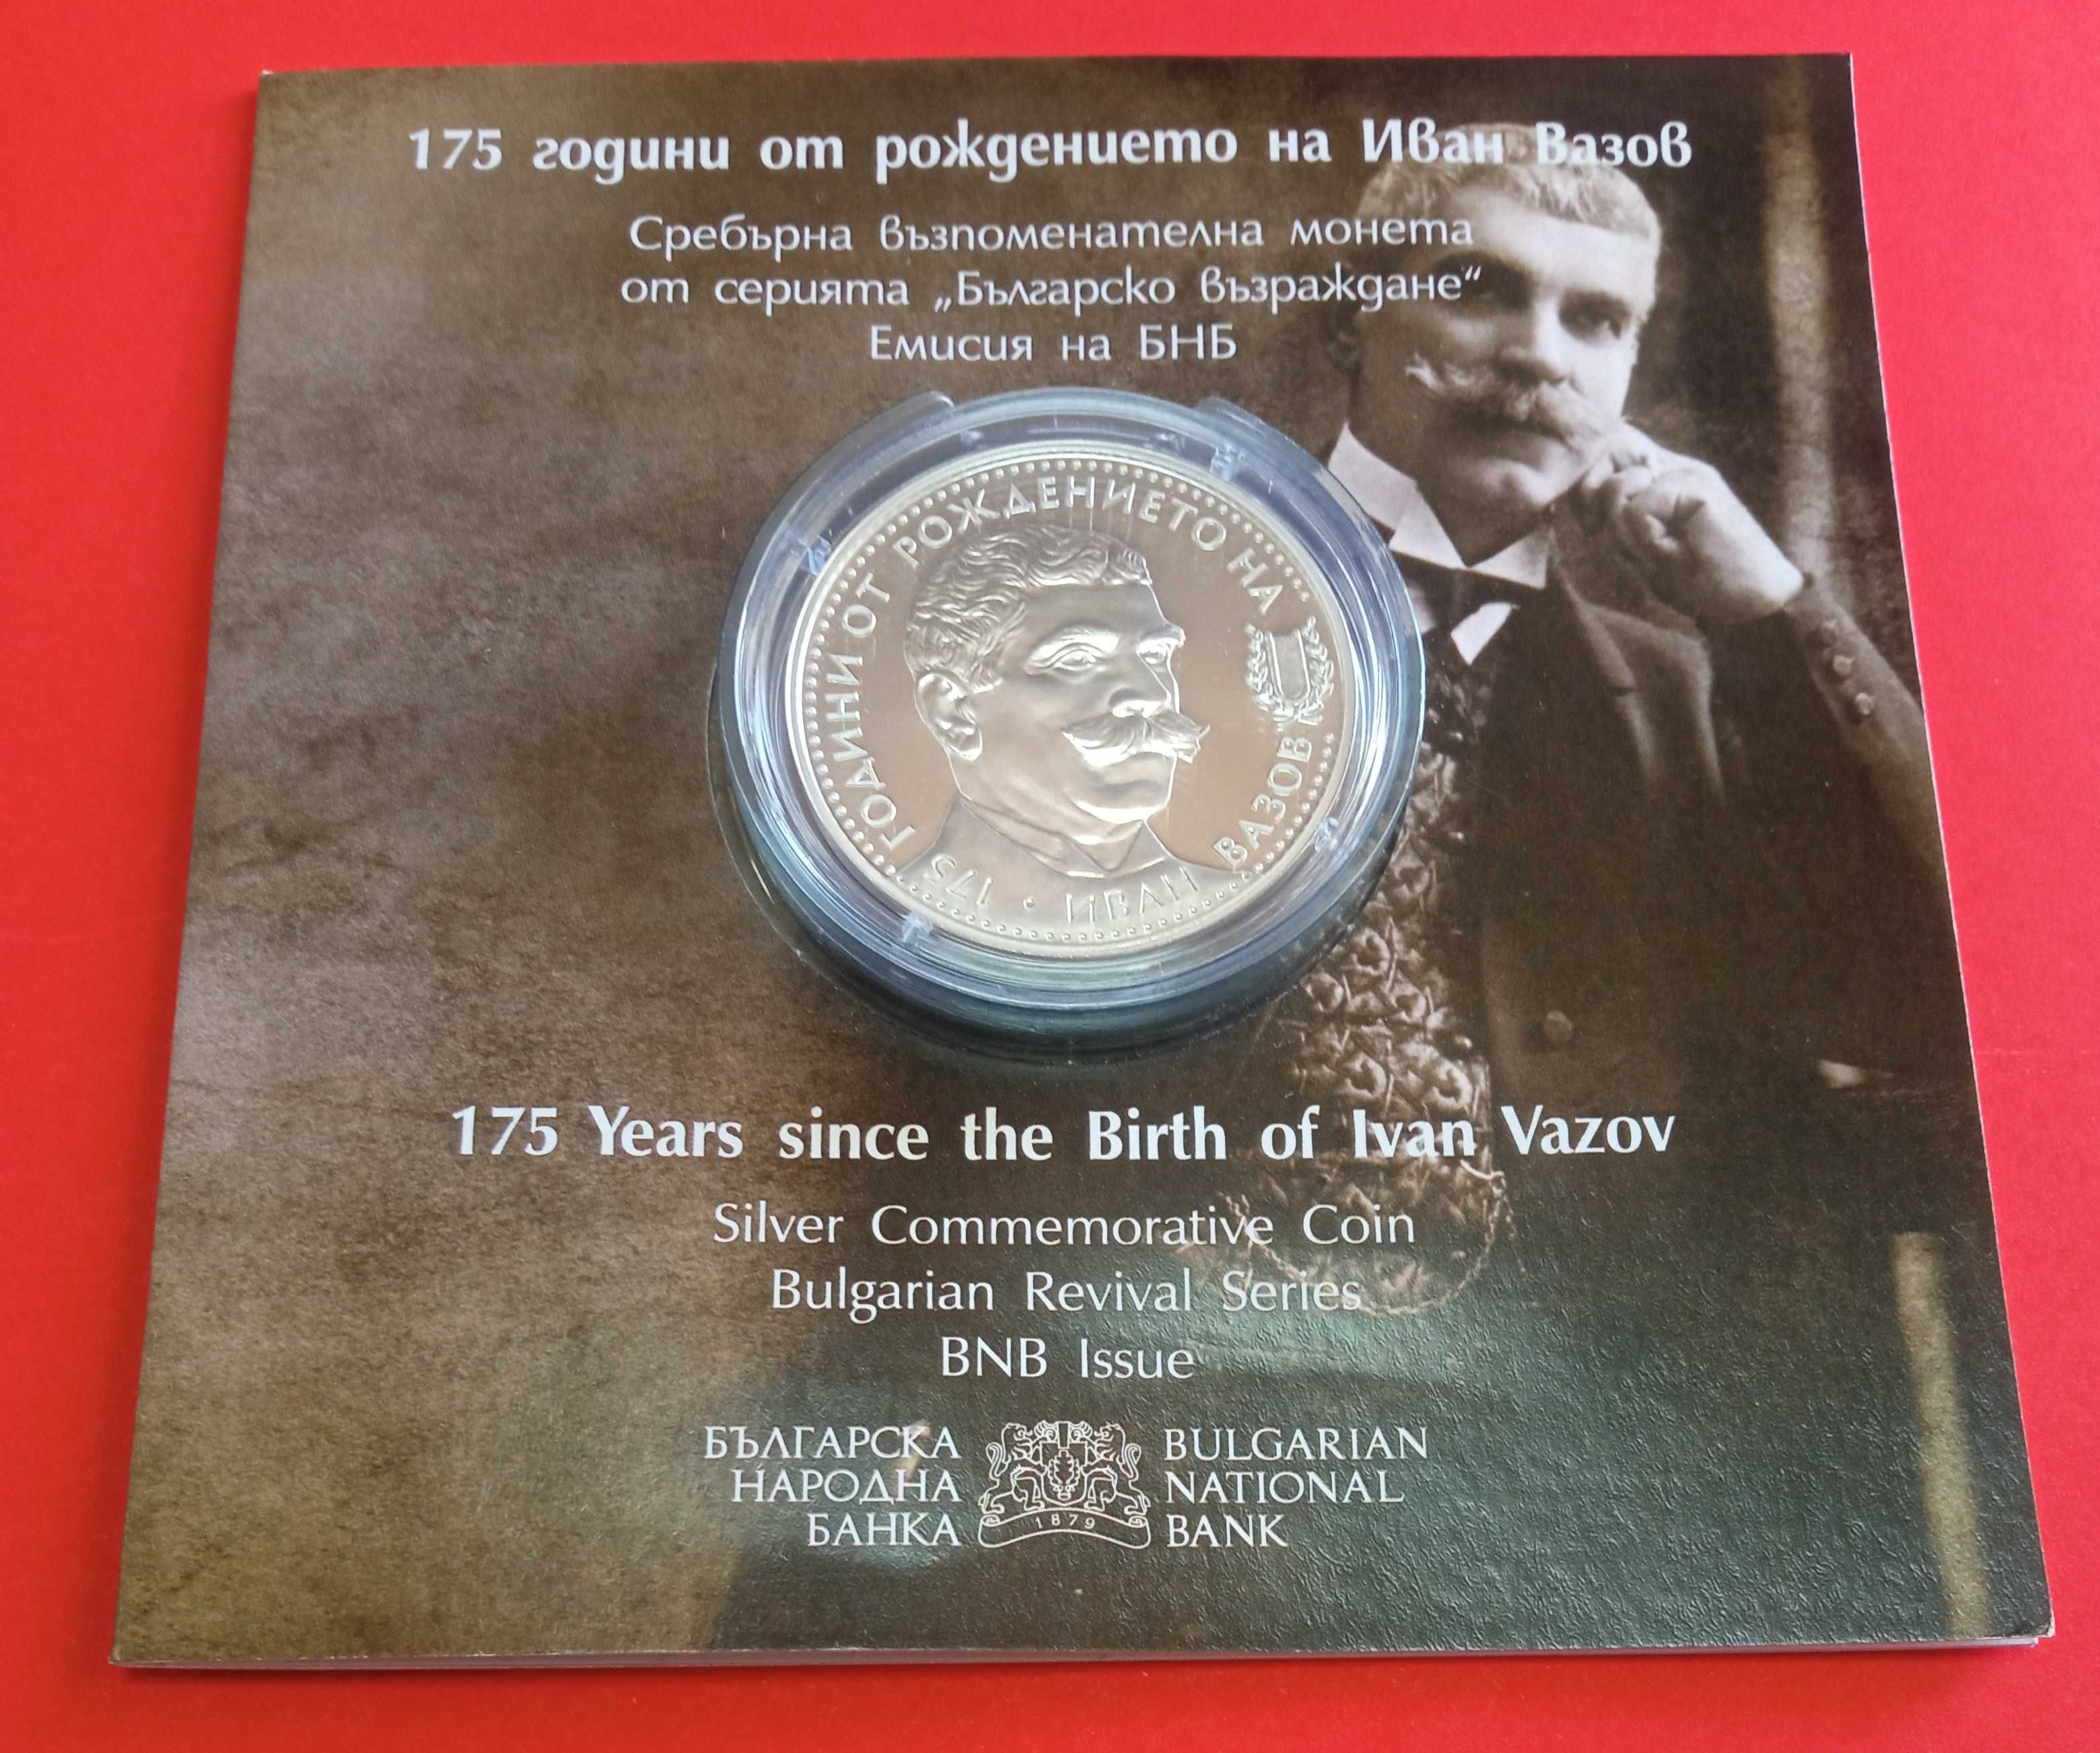 175 години от рождението на Иван Вазов
Сребърна възпоменателна монета
от серията „Българско възраждане“
Емисия на БНБ
175 ГОДИНИ ОТ РОЖДЕНИЕТО НА
ИВАН ВАЗОВ
175 Years since the Birth of Ivan Vazov
Silver Commemorative Coin
Bulgarian Revival Series
BNB Issue
БЪЛГАРСКА
НАРОДНА
БАНКА
1879
BULGARIAN
NATIONAL
BANK